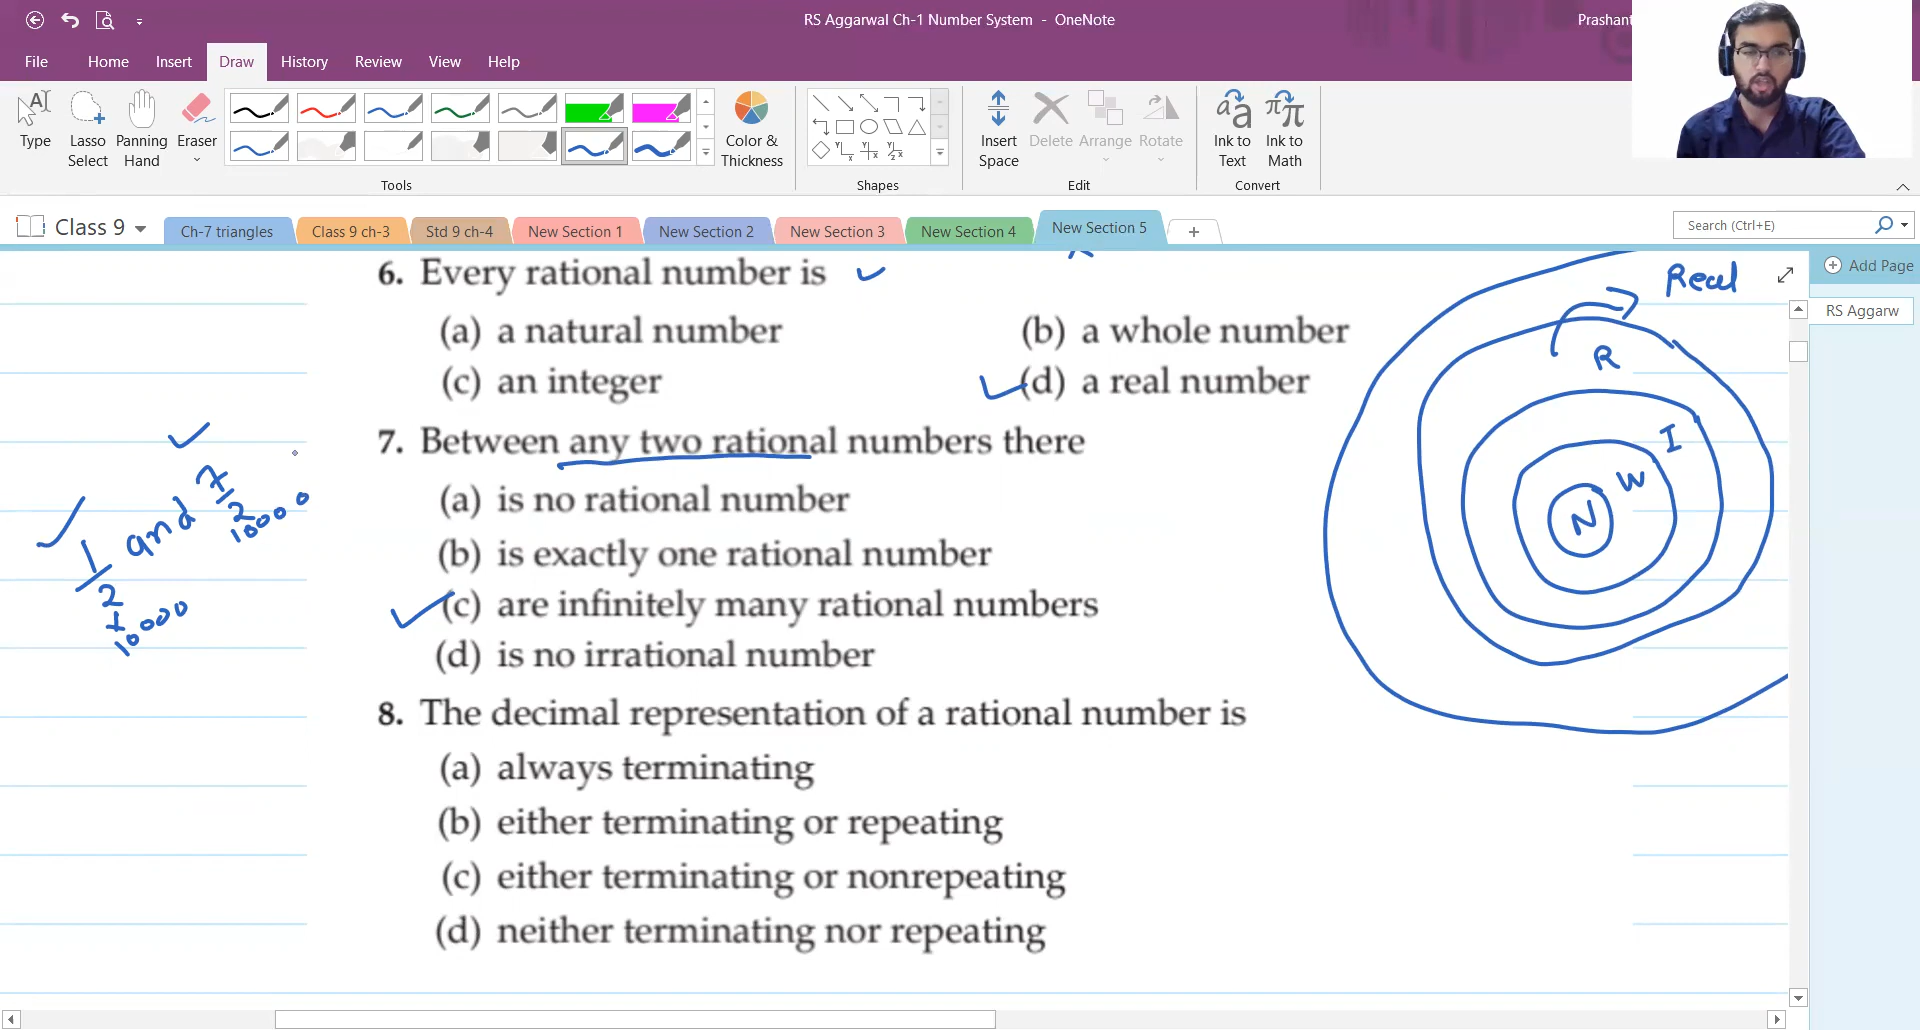 RS Aggarwal Ch-1 Number System - OneNote
Prashant
File Home Insert Draw History Review View Help
Type
Lasso Select
Panning Hand
Eraser
Color & Thickness
Insert Space
Delete
Arrange
Rotate
Ink to Text
Ink to Math
Tools
Shapes
Edit
Convert
Class 9
Ch-7 triangles
Class 9 ch-3
Std 9 ch-4
New Section 1
New Section 2
New Section 3
New Section 4
New Section 5
Search (Ctrl+E)
Add Page
RS Aggarw
6. Every rational number is
(a) a natural number (b) a whole number
(c) an integer (d) a real number
7. Between any two rational numbers there
(a) is no rational number
(b) is exactly one rational number
(c) are infinitely many rational numbers
(d) is no irrational number
8. The decimal representation of a rational number is
(a) always terminating
(b) either terminating or repeating
(c) either terminating or nonrepeating
(d) neither terminating nor repeating
1/2 and 7/2
10000
10000
Real
R
I
W
N